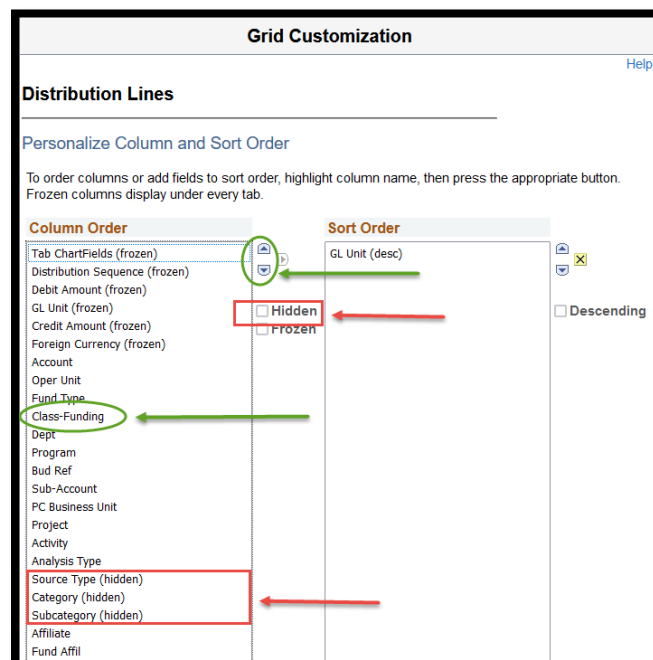 Grid Customization
Help
Distribution Lines
Personalize Column and Sort Order
To order columns or add fields to sort order, highlight column name, then press the appropriate button.
Frozen columns display under every tab.
Column Order
Tab ChartFields (frozen)
Distribution Sequence (frozen)
Debit Amount (frozen)
GL Unit (frozen)
Credit Amount (frozen)
Foreign Currency (frozen)
Account
Oper Unit
Fund Type
Class-Funding
Dept
Program
Bud Ref
Sub-Account
PC Business Unit
Project
Activity
Analysis Type
Source Type (hidden)
Category (hidden)
Subcategory (hidden)
Affiliate
Fund Affil
Hidden
Frozen
Sort Order
GL Unit (desc)
Descending